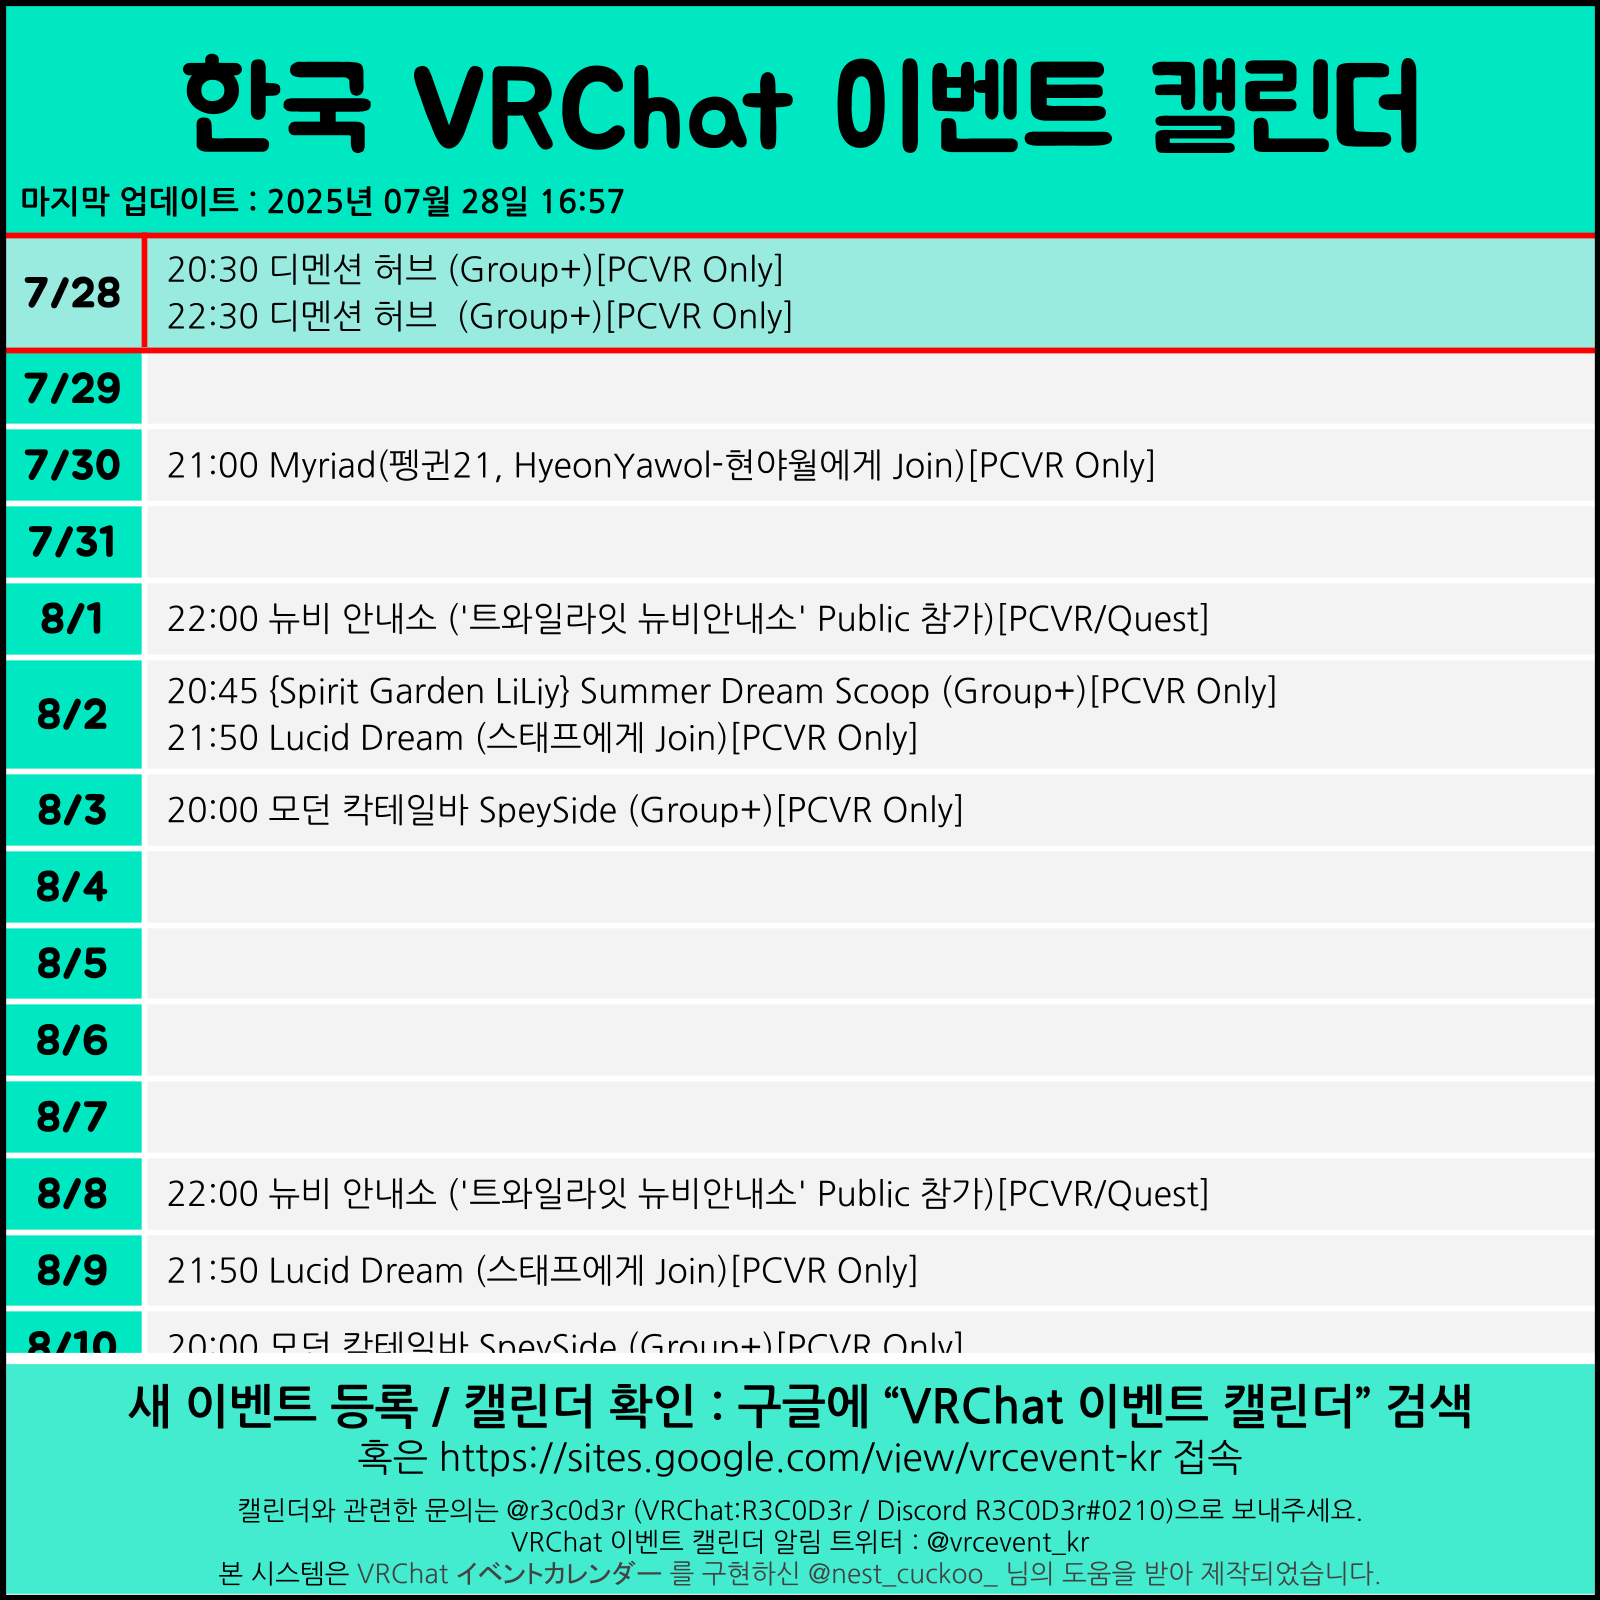 한국 VRChat 이벤트 캘린더
마지막 업데이트 : 2025년 07월 28일 16:57
7/28
20:30 디멘션 허브 (Group+)[PCVR Only]
22:30 디멘션 허브  (Group+)[PCVR Only]
7/29
7/30
21:00 Myriad(펭귄21, HyeonYawol-현야월에게 Join)[PCVR Only]
7/31
8/1
22:00 뉴비 안내소 ('트와일라잇 뉴비안내소' Public 참가)[PCVR/Quest]
8/2
20:45 {Spirit Garden LiLiy} Summer Dream Scoop (Group+)[PCVR Only]
21:50 Lucid Dream (스태프에게 Join)[PCVR Only]
8/3
20:00 모던 칵테일바 SpeySide (Group+)[PCVR Only]
8/4
8/5
8/6
8/7
8/8
22:00 뉴비 안내소 ('트와일라잇 뉴비안내소' Public 참가)[PCVR/Quest]
8/9
21:50 Lucid Dream (스태프에게 Join)[PCVR Only]
8/10
20:00 모던 칵테일바 SpeySide (Group+)[PCVR Only]
새 이벤트 등록 / 캘린더 확인 : 구글에 “VRChat 이벤트 캘린더” 검색
혹은 https://sites.google.com/view/vrcevent-kr 접속
캘린더와 관련한 문의는 @r3c0d3r (VRChat:R3C0D3r / Discord R3C0D3r#0210)으로 보내주세요.
VRChat 이벤트 캘린더 알림 트위터 : @vrcevent_kr
본 시스템은 VRChat イベントカレンダー 를 구현하신 @nest_cuckoo_ 님의 도움을 받아 제작되었습니다.